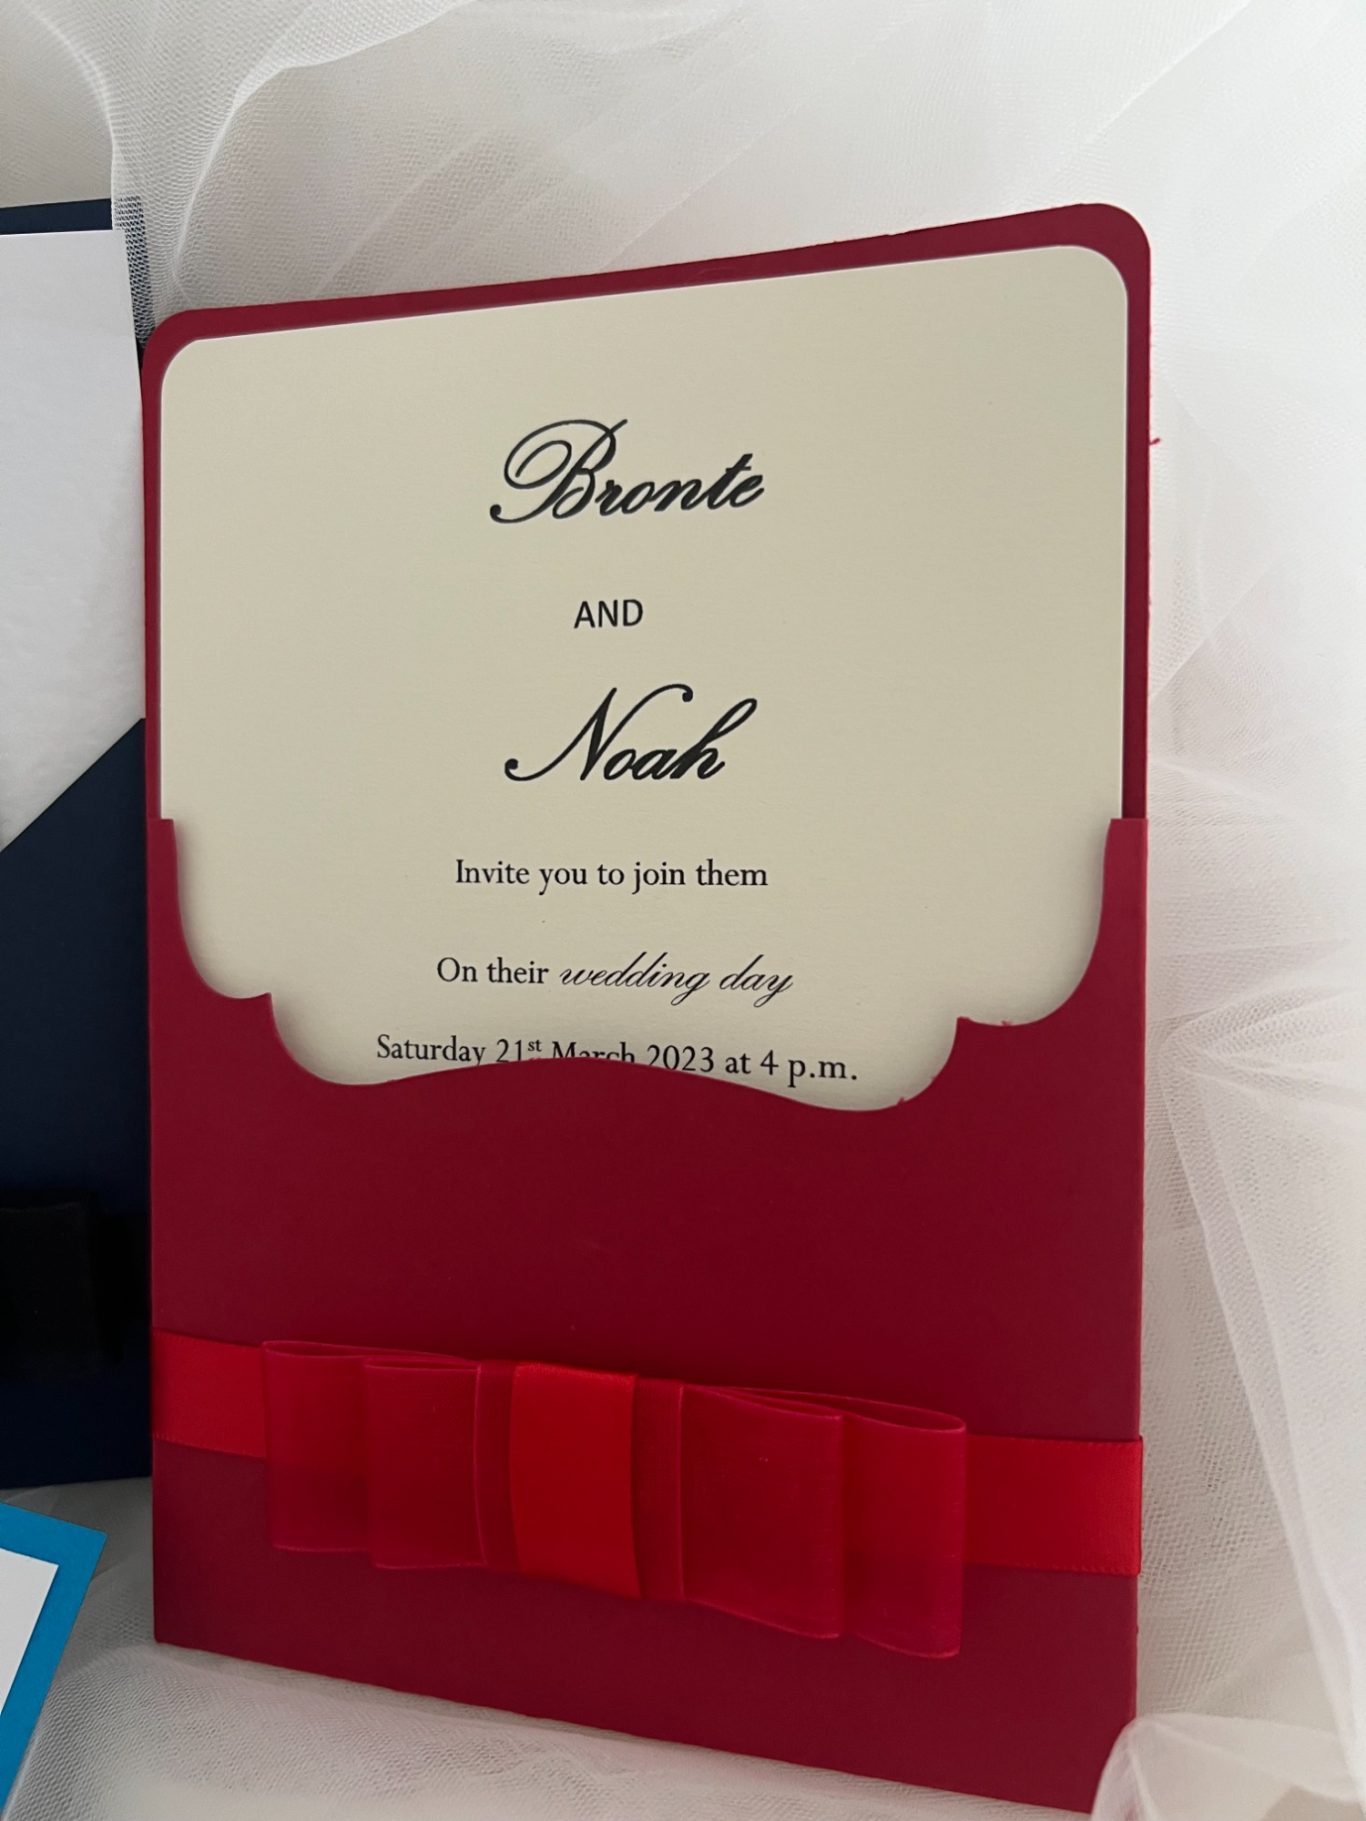 Bronte
AND
Noah
Invite you to join them
On their wedding day
Saturday 21st March 2023 at 4 p.m.